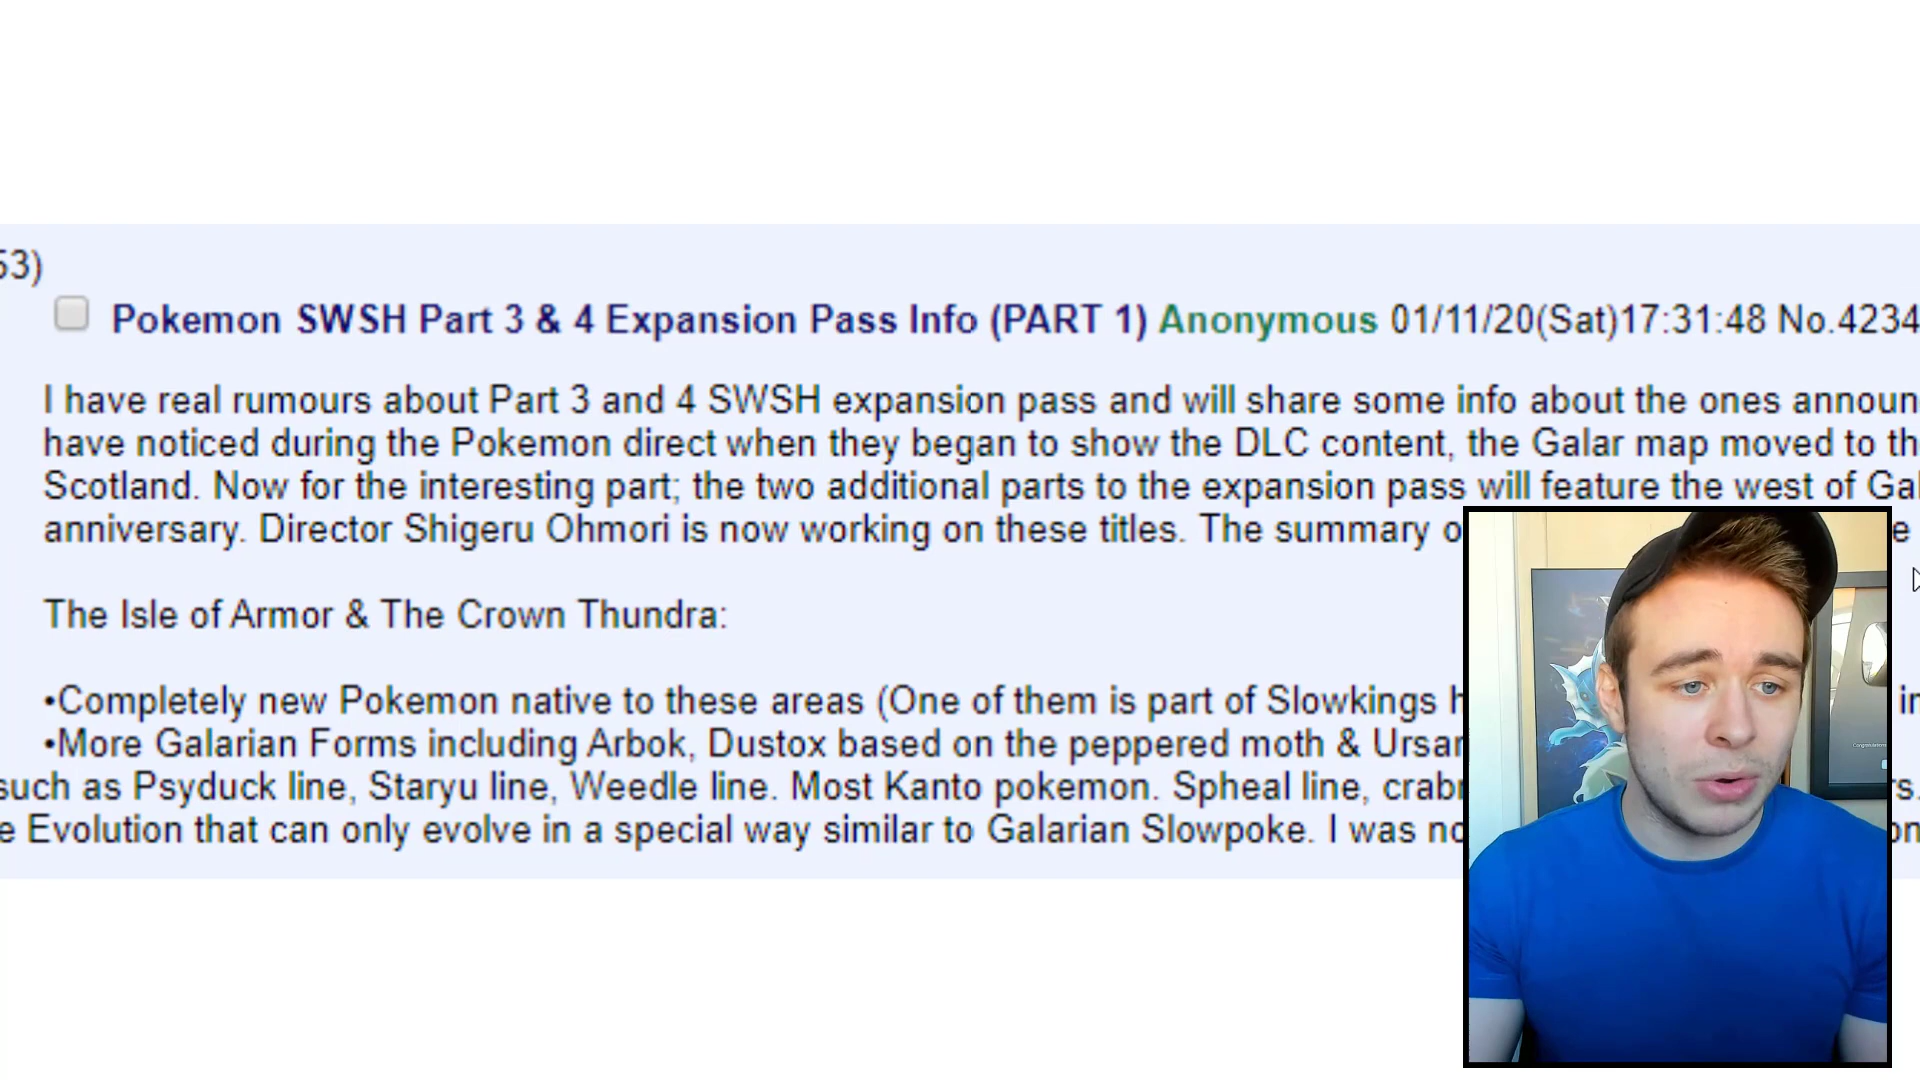 53)
Pokemon SWSH Part 3 & 4 Expansion Pass Info (PART 1) Anonymous 01/11/20(Sat)17:31:48 No.4234
I have real rumours about Part 3 and 4 SWSH expansion pass and will share some info about the ones announ
have noticed during the Pokemon direct when they began to show the DLC content, the Galar map moved to th
Scotland. Now for the interesting part; the two additional parts to the expansion pass will feature the west of Gal
anniversary. Director Shigeru Ohmori is now working on these titles. The summary o e
The Isle of Armor & The Crown Thundra:
•Completely new Pokemon native to these areas (One of them is part of Slowkings h in
•More Galarian Forms including Arbok, Dustox based on the peppered moth & Ursar
such as Psyduck line, Staryu line, Weedle line. Most Kanto pokemon. Spheal line, crabr rs.
e Evolution that can only evolve in a special way similar to Galarian Slowpoke. I was no on